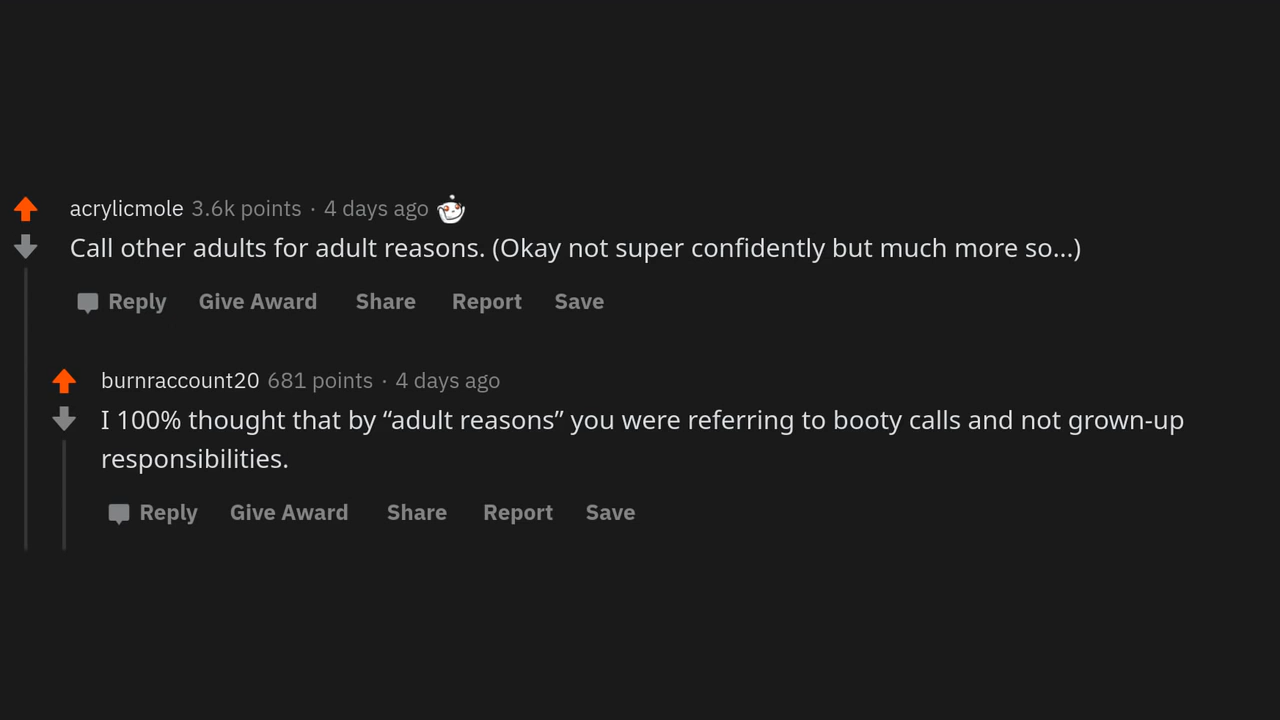 acrylicmole 3.6k points · 4 days ago
Call other adults for adult reasons. (Okay not super confidently but much more so...)
Reply Give Award Share Report Save
burnraccount20 681 points · 4 days ago
I 100% thought that by “adult reasons” you were referring to booty calls and not grown-up
responsibilities.
Reply Give Award Share Report Save